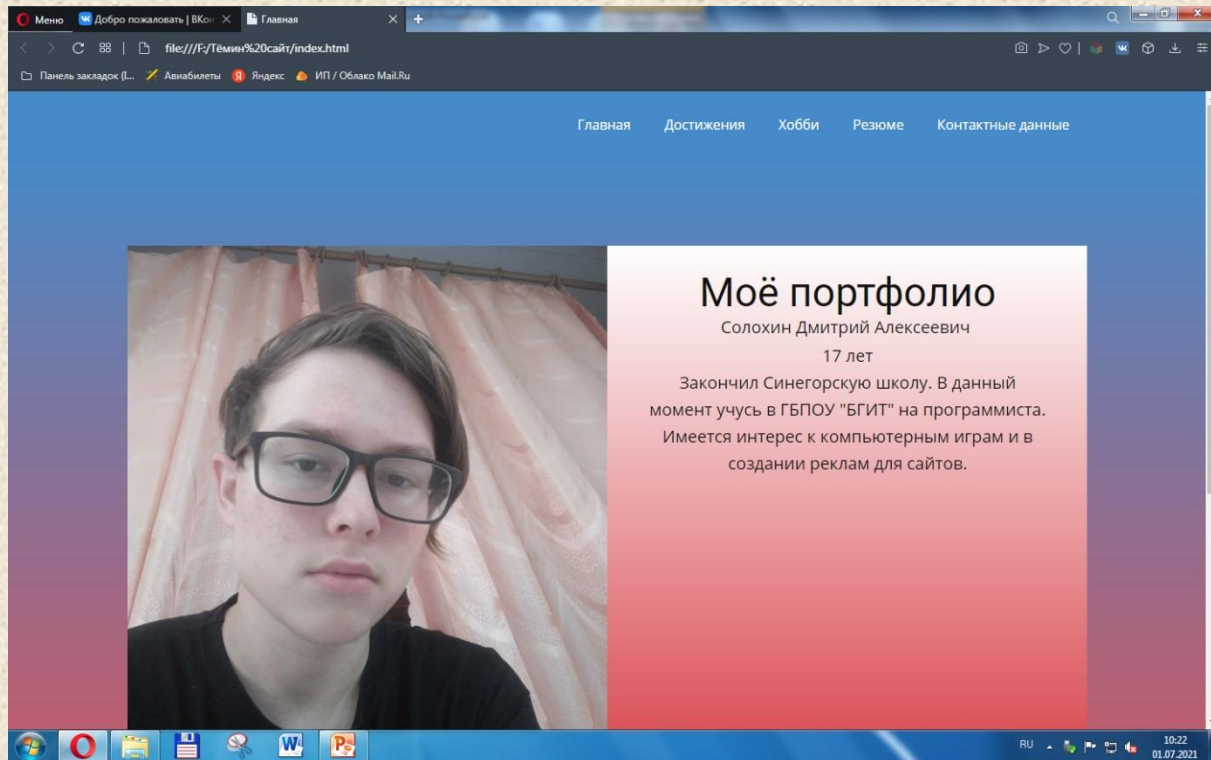 Меню
Добро пожаловать | ВКон
Главная
file:///F:/Тёмин%20сайт/index.html
Панель закладок (І...
Авиабилеты
Яндекс
ИП / Облако Mail.Ru
Главная
Достижения
Хобби
Резюме
Контактные данные
Моё портфолио
Солохин Дмитрий Алексеевич
17 лет
Закончил Синегорскую школу. В данный
момент учусь в ГБПОУ "БГИТ" на программиста.
Имеется интерес к компьютерным играм и в
создании реклам для сайтов.
RU
10:22
01.07.2021